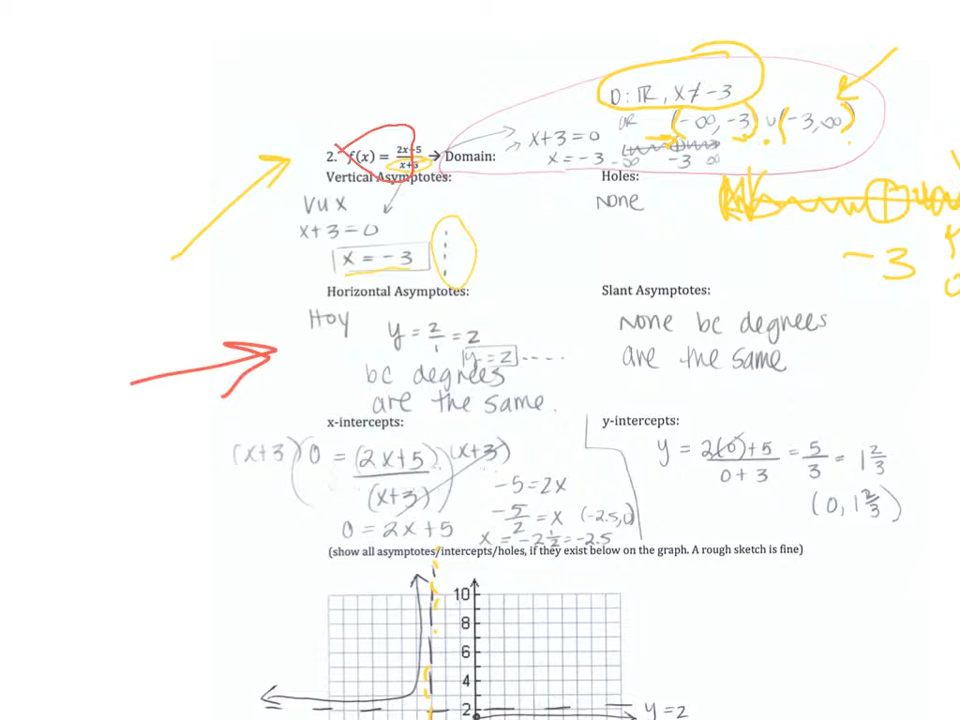 D: ℝ, x ≠ -3
OR (-∞, -3) ∪ (-3, ∞)
x+3=0
x = -3
-∞ -3 ∞
2. f(x) = 2x+5/x+3 → Domain:
Vertical Asymptotes:
Holes:
VUX
None
x+3=0
x = -3
-3
Horizontal Asymptotes:
Slant Asymptotes:
HOY
y = 2/1 = 2
y = 2
bc degrees
are the same.
None bc degrees
are the same
x-intercepts:
y-intercepts:
(x+3) 0 = (2x+5)/(x+3) (x+3)
0 = 2x+5
-5=2x
-5/2 = x (-2.5,0)
x = -2 1/2 = -2.5
y = 2(0)+5/0+3 = 5/3 = 1 2/3
(0, 1 2/3)
(show all asymptotes/intercepts/holes, if they exist below on the graph. A rough sketch is fine)
10
8
6
4
2
y=2